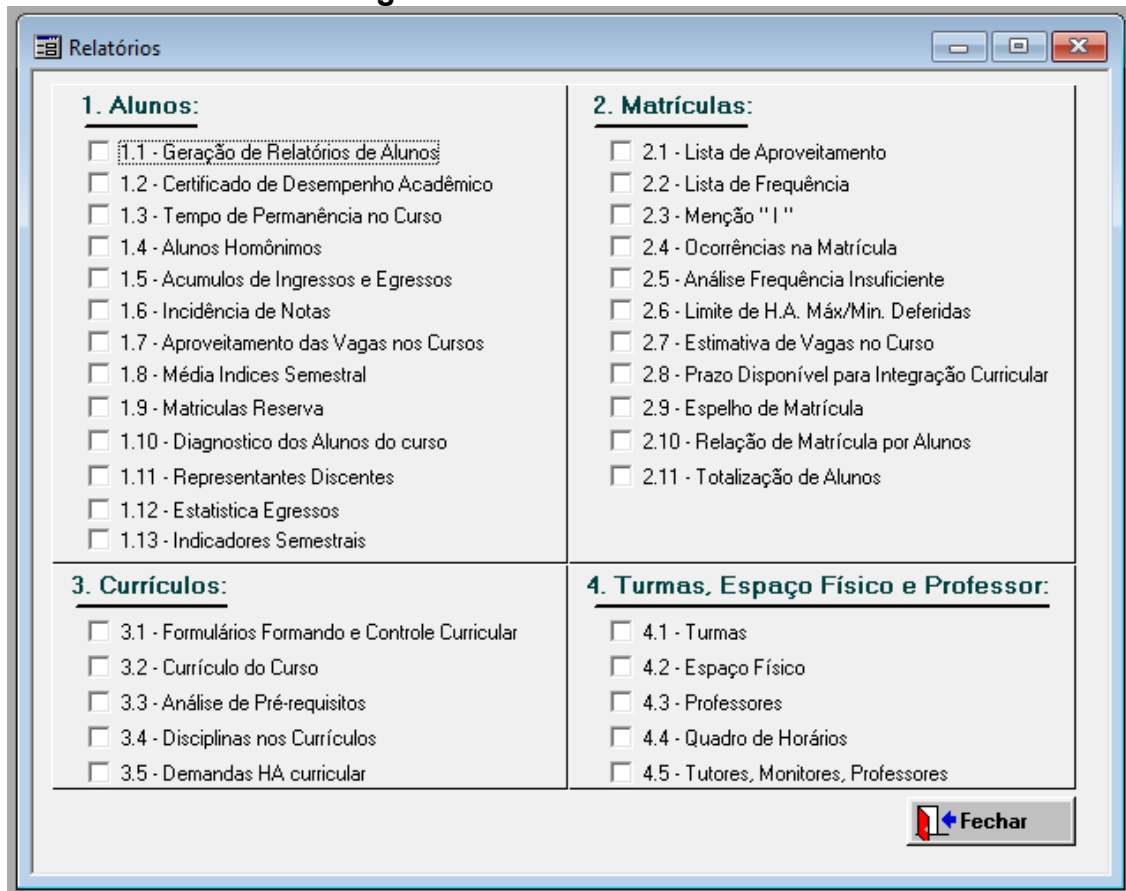 Relatórios
1. Alunos:
1.1 - Geração de Relatórios de Alunos
1.2 - Certificado de Desempenho Acadêmico
1.3 - Tempo de Permanência no Curso
1.4 - Alunos Homônimos
1.5 - Acumulos de Ingressos e Egressos
1.6 - Incidência de Notas
1.7 - Aproveitamento das Vagas nos Cursos
1.8 - Média Indices Semestral
1.9 - Matriculas Reserva
1.10 - Diagnostico dos Alunos do curso
1.11 - Representantes Discentes
1.12 - Estatistica Egressos
1.13 - Indicadores Semestrais
2. Matrículas:
2.1 - Lista de Aproveitamento
2.2 - Lista de Frequência
2.3 - Menção " I "
2.4 - Ocorrências na Matrícula
2.5 - Análise Frequência Insuficiente
2.6 - Limite de H.A. Máx/Min. Deferidas
2.7 - Estimativa de Vagas no Curso
2.8 - Prazo Disponível para Integração Curricular
2.9 - Espelho de Matrícula
2.10 - Relação de Matrícula por Alunos
2.11 - Totalização de Alunos
3. Currículos:
3.1 - Formulários Formando e Controle Curricular
3.2 - Currículo do Curso
3.3 - Análise de Pré-requisitos
3.4 - Disciplinas nos Currículos
3.5 - Demandas HA curricular
4. Turmas, Espaço Físico e Professor:
4.1 - Turmas
4.2 - Espaço Físico
4.3 - Professores
4.4 - Quadro de Horários
4.5 - Tutores, Monitores, Professores
Fechar